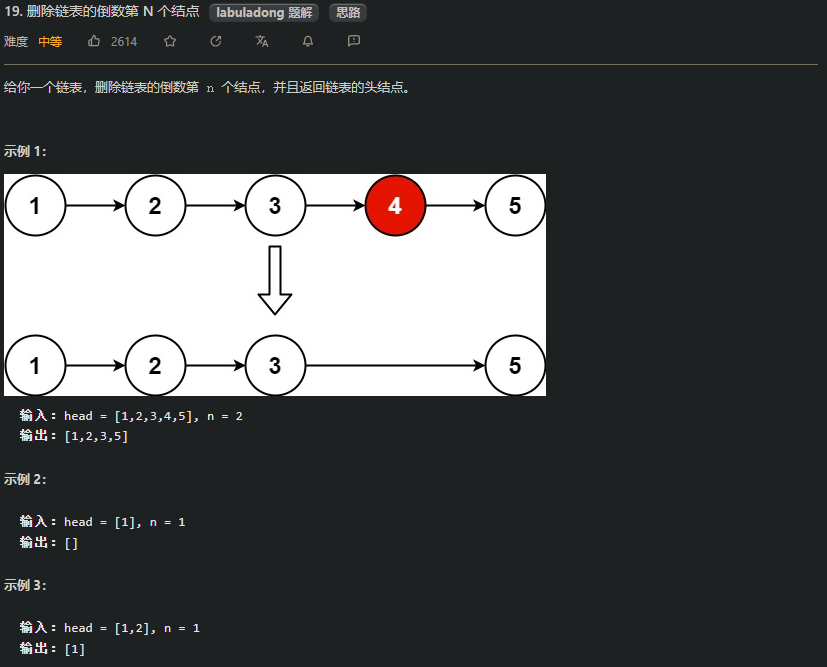 19. 删除链表的倒数第 N 个结点 labuladong 题解 思路
难度 中等 2614
给你一个链表，删除链表的倒数第 n 个结点，并且返回链表的头结点。
示例 1：
1 2 3 4 5
1 2 3 5
输入：head = [1,2,3,4,5], n = 2
输出：[1,2,3,5]
示例 2：
输入：head = [1], n = 1
输出：[]
示例 3：
输入：head = [1,2], n = 1
输出：[1]